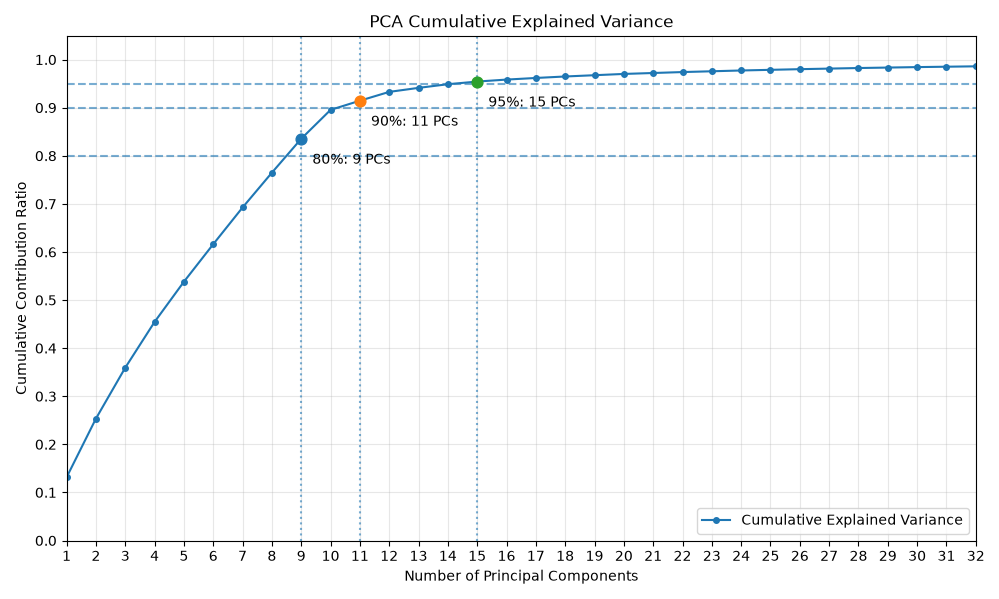 PCA Cumulative Explained Variance
Cumulative Contribution Ratio
1.0
0.9
0.8
0.7
0.6
0.5
0.4
0.3
0.2
0.1
0.0
95%: 15 PCs
90%: 11 PCs
80%: 9 PCs
Cumulative Explained Variance
1 2 3 4 5 6 7 8 9 10 11 12 13 14 15 16 17 18 19 20 21 22 23 24 25 26 27 28 29 30 31 32
Number of Principal Components